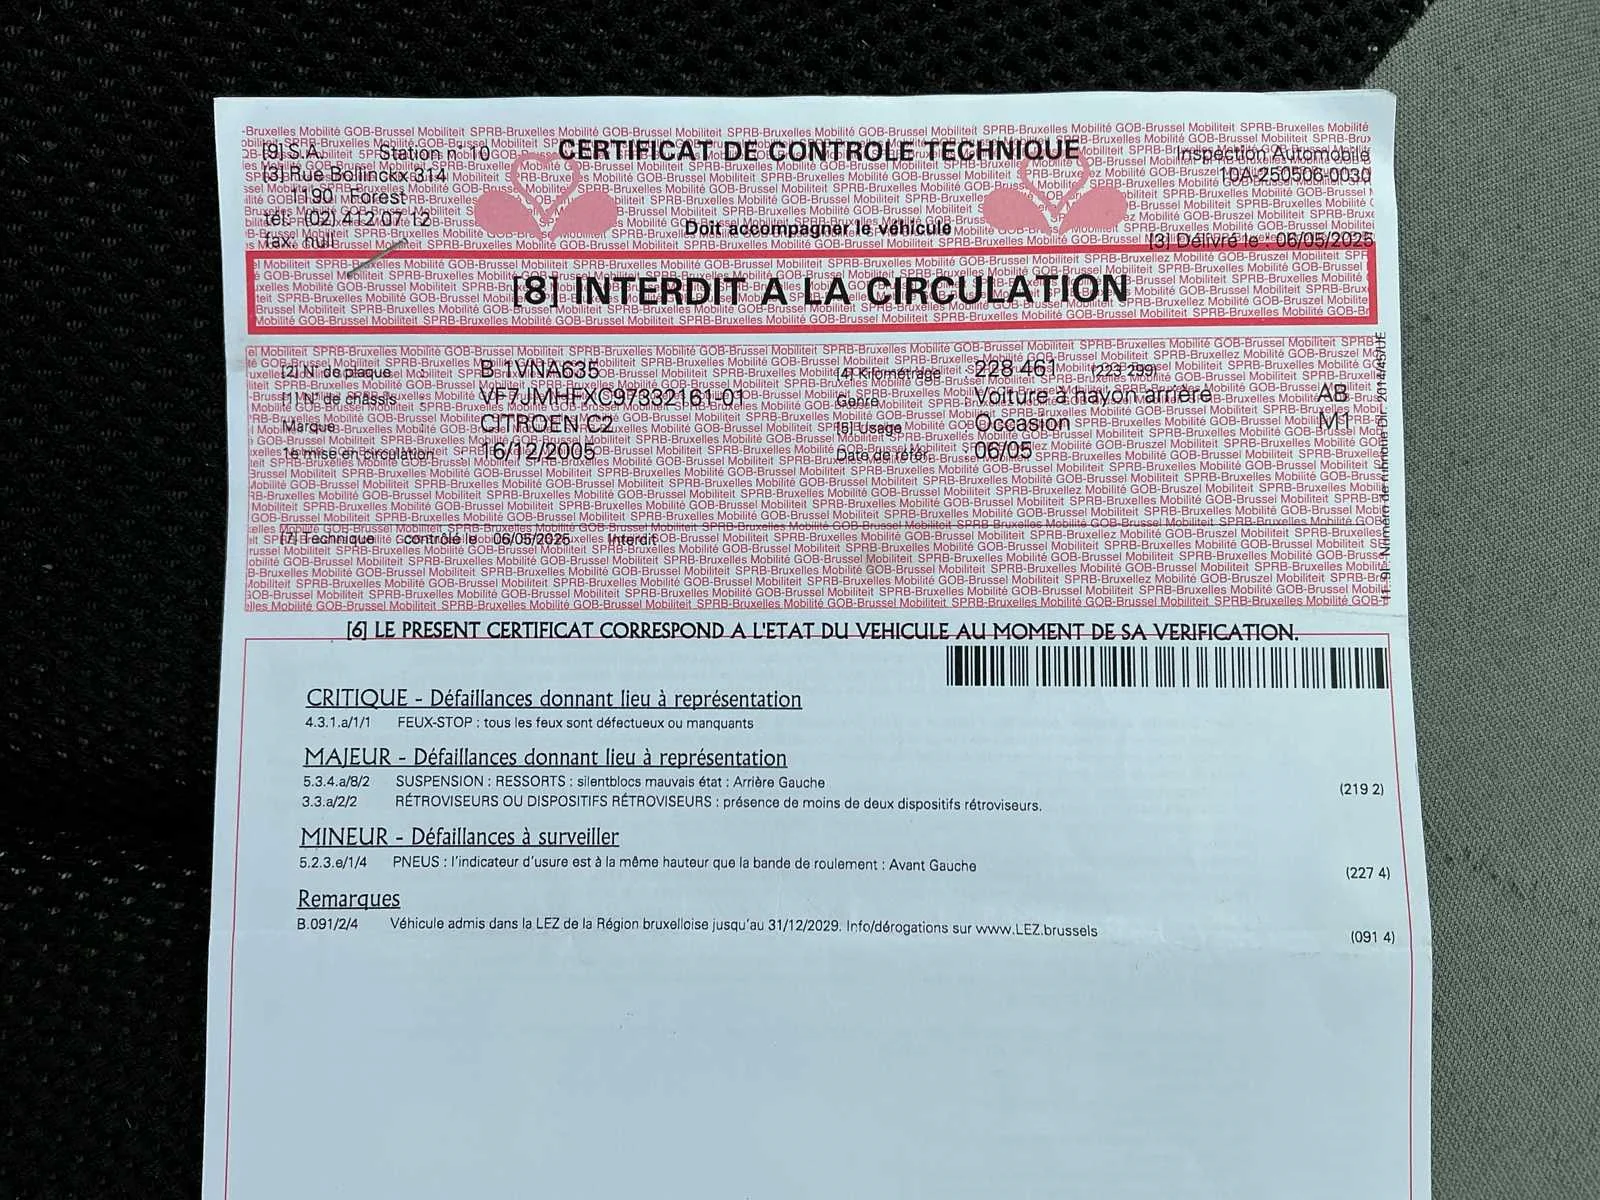 [9] S.A. Station n° 10
CERTIFICAT DE CONTROLE TECHNIQUE
Inspection Automobile
[3] Rue Bollinckx 314
10A-250506-0030
1190 Forest
tél.: (02) 412 07 12
Doit accompagner le véhicule
fax. null
[3] Délivré le : 06/05/2025
[8] INTERDIT A LA CIRCULATION
[2] N° de plaque : B 1VNA635
[4] Kilométrage : 228 461 (223 299)
[1] N° de chassis : VF7JMHFXC97332161-01
Genre : Voiture à hayon arrière AB
Marque : CITROEN C2
[5] Usage : Occasion M1
1e mise en circulation : 16/12/2005
Date de référ. : 06/05
[7] Technique contrôlé le 06/05/2025 Interdit
[6] LE PRESENT CERTIFICAT CORRESPOND A L'ETAT DU VEHICULE AU MOMENT DE SA VERIFICATION.
CRITIQUE - Défaillances donnant lieu à représentation
4.3.1.a/1/1 FEUX-STOP : tous les feux sont défectueux ou manquants
MAJEUR - Défaillances donnant lieu à représentation
5.3.4.a/8/2 SUSPENSION : RESSORTS : silentblocs mauvais état : Arrière Gauche (219 2)
3.3.a/2/2 RÉTROVISEURS OU DISPOSITIFS RÉTROVISEURS : présence de moins de deux dispositifs rétroviseurs.
MINEUR - Défaillances à surveiller
5.2.3.e/1/4 PNEUS : l'indicateur d'usure est à la même hauteur que la bande de roulement : Avant Gauche (227 4)
Remarques
B.091/2/4 Véhicule admis dans la LEZ de la Région bruxelloise jusqu'au 31/12/2029. Info/dérogations sur www.LEZ.brussels (091 4)